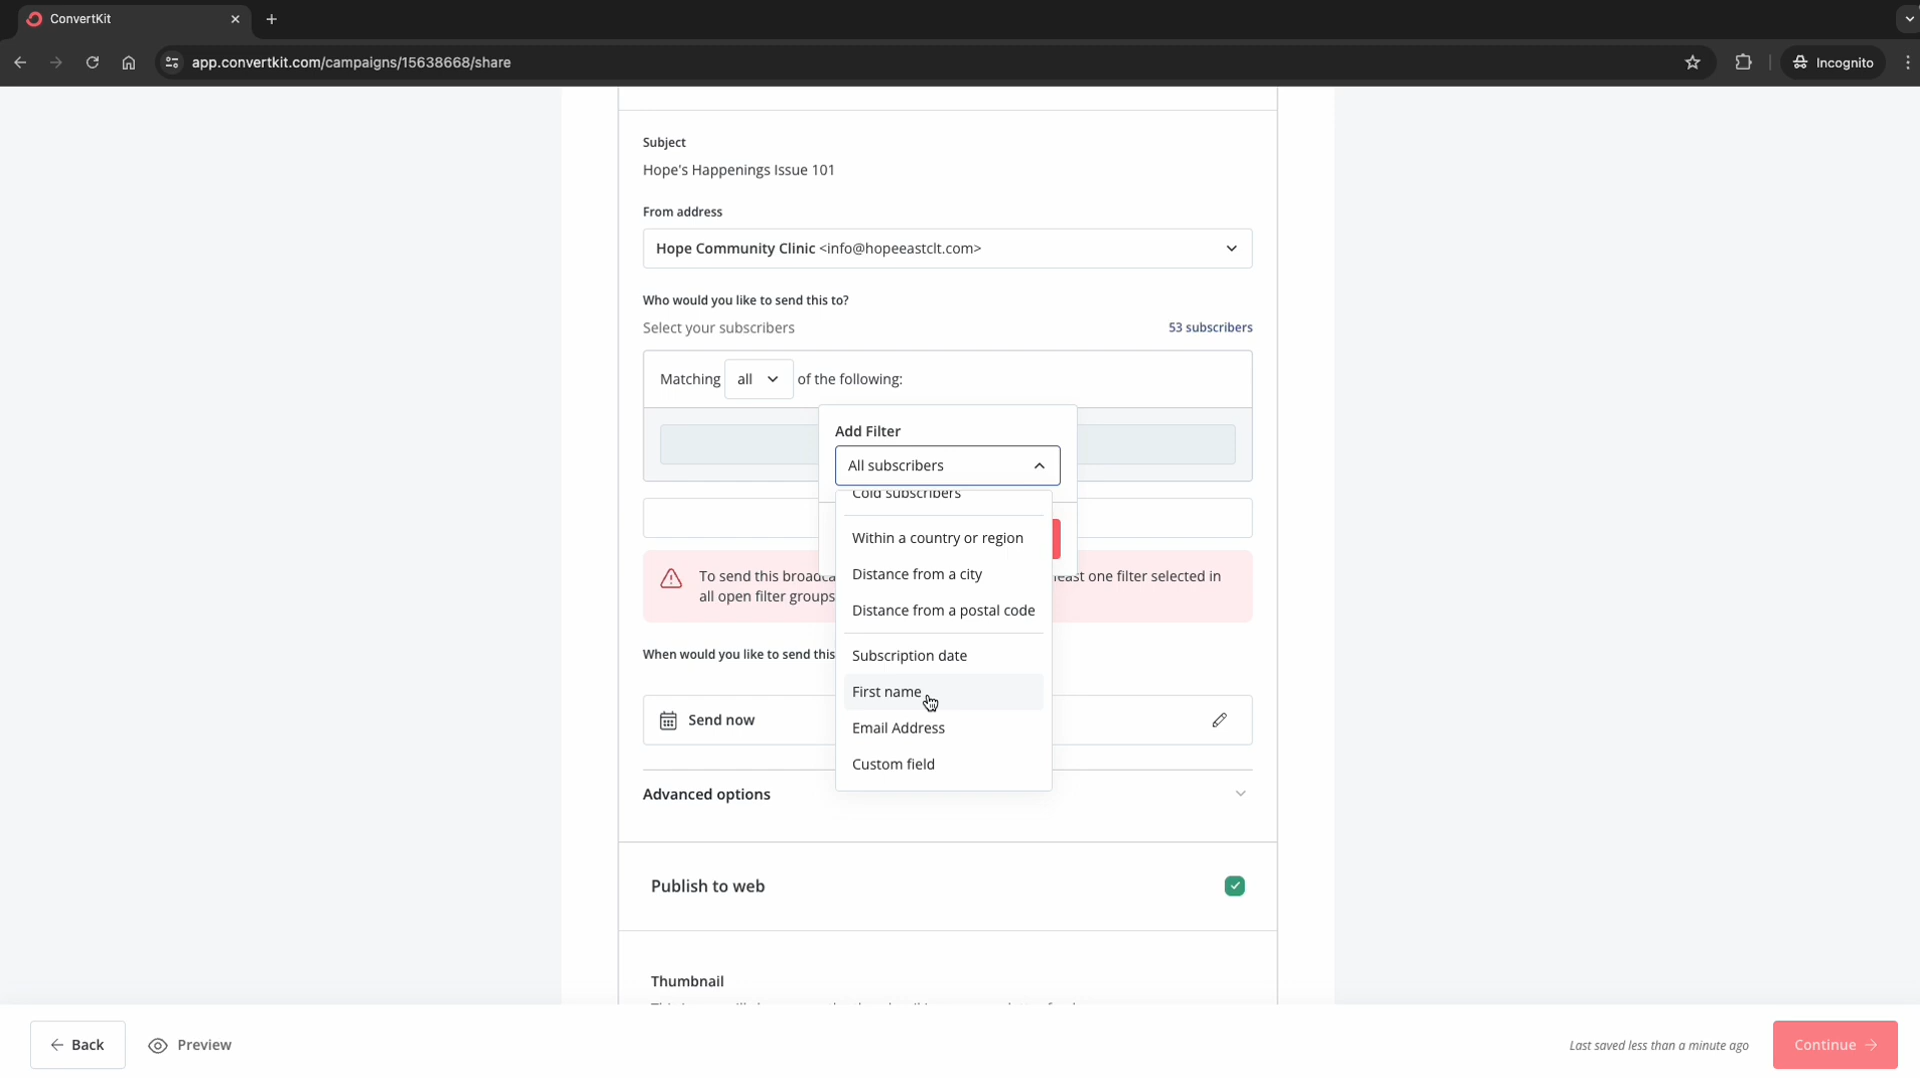 ConvertKit
app.convertkit.com/campaigns/15638668/share
Incognito
Subject
Hope's Happenings Issue 101
From address
Hope Community Clinic <info@hopeeastclt.com>
Who would you like to send this to?
Select your subscribers
53 subscribers
Matching all of the following:
Add Filter
All subscribers
Cold subscribers
Within a country or region
Distance from a city
Distance from a postal code
Subscription date
First name
Email Address
Custom field
To send this
one filter selected in
all open filter groups
When would you like to send this
Send now
Advanced options
Publish to web
Thumbnail
Back
Preview
Last saved less than a minute ago
Continue